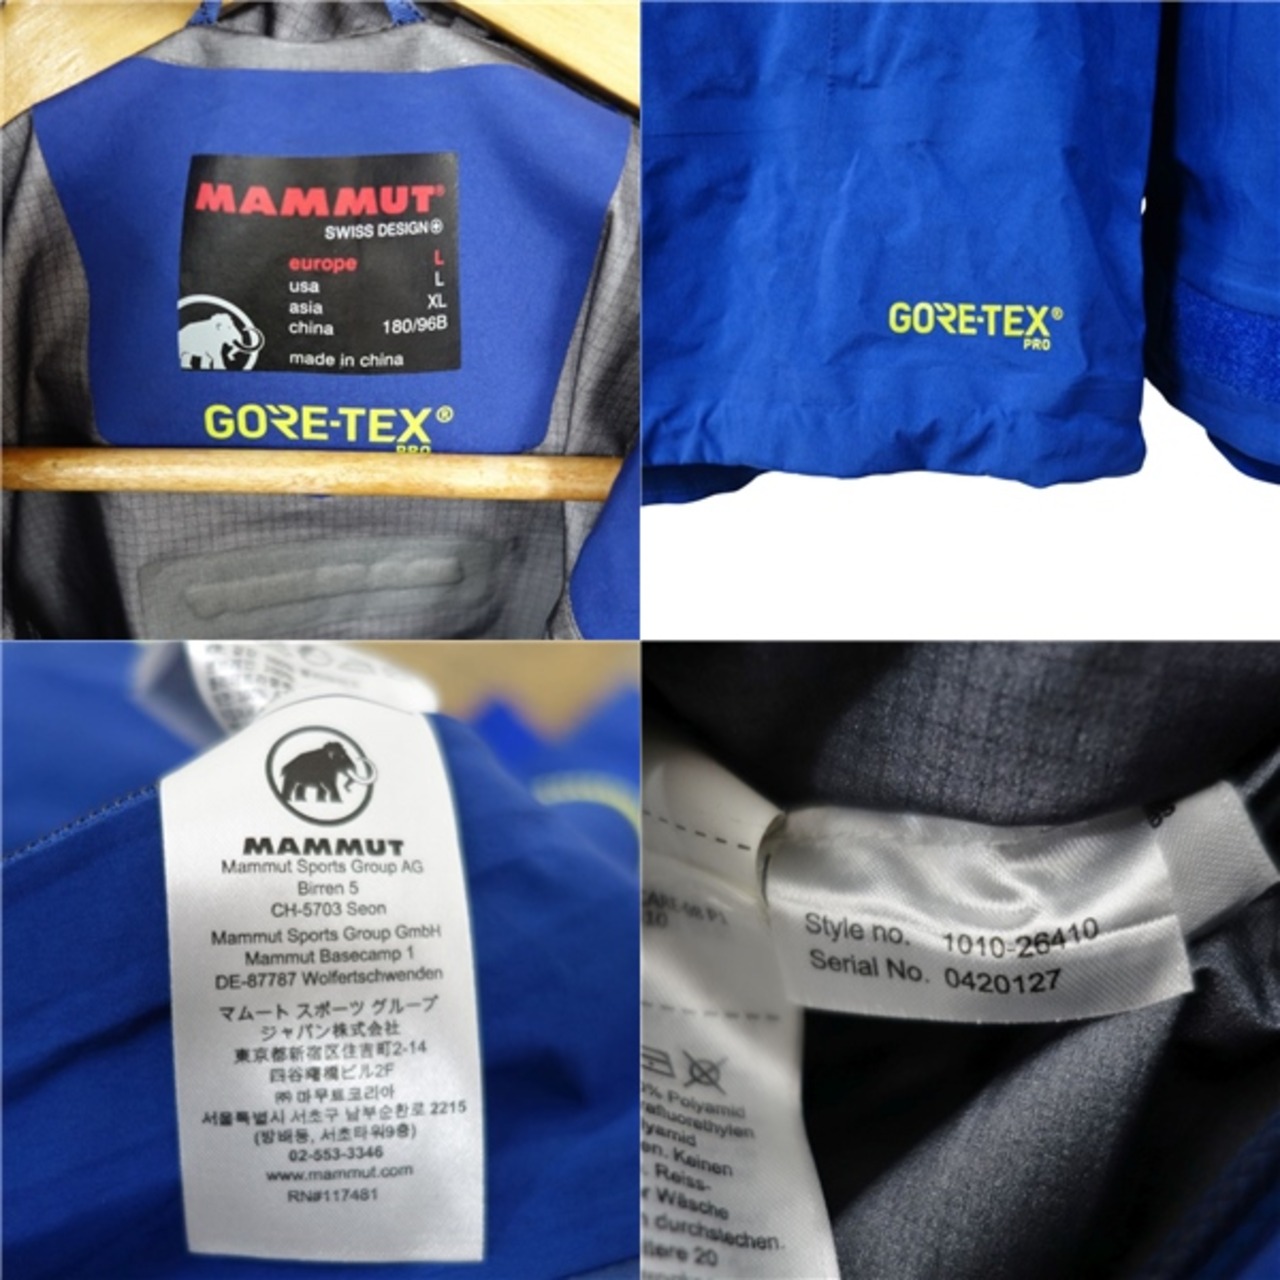 MAMMUT®
SWISS DESIGN
europe L
usa L
asia XL
china 180/96B
made in china
GORE-TEX®
PRO
GORE-TEX®
PRO
MAMMUT
Mammut Sports Group AG
Birren 5
CH-5703 Seon
Mammut Sports Group GmbH
Mammut Basecamp 1
DE-87787 Wolfertschwenden
マムート スポーツ グループ
ジャパン株式会社
東京都新宿区住吉町2-14
四谷曙橋ビル2F
㈜ 마무트코리아
서울특별시 서초구 남부순환로 2215
(방배동, 서초타워9층)
02-553-3346
www.mammut.com
RN#117481
Style no. 1010-26410
Serial No. 0420127
% Polyamid
rafluorethylen
lyamid
en. Keinen
Reiss-
r Wäsche
durchstechen.
20